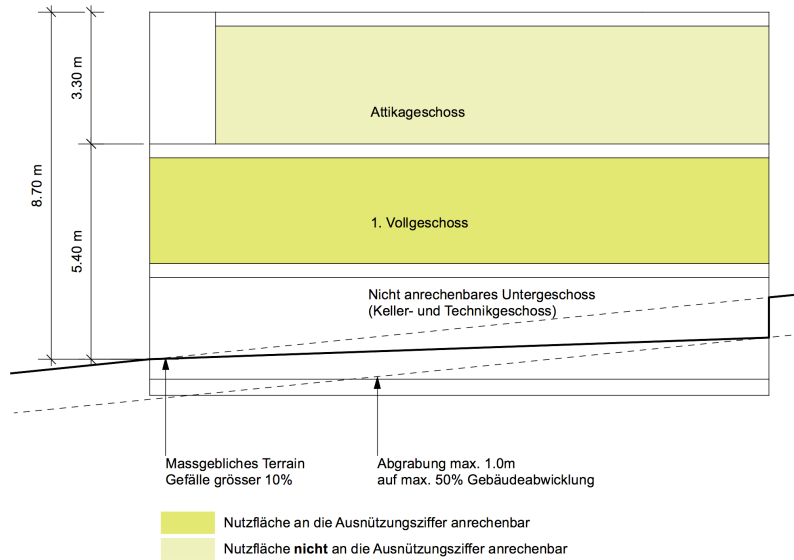 3.30 m
8.70 m
5.40 m
Attikageschoss
1. Vollgeschoss
Nicht anrechenbares Untergeschoss
(Keller- und Technikgeschoss)
Massgebliches Terrain
Gefälle grösser 10%
Abgrabung max. 1.0m
auf max. 50% Gebäudeabwicklung
Nutzfläche an die Ausnützungsziffer anrechenbar
Nutzfläche nicht an die Ausnützungsziffer anrechenbar